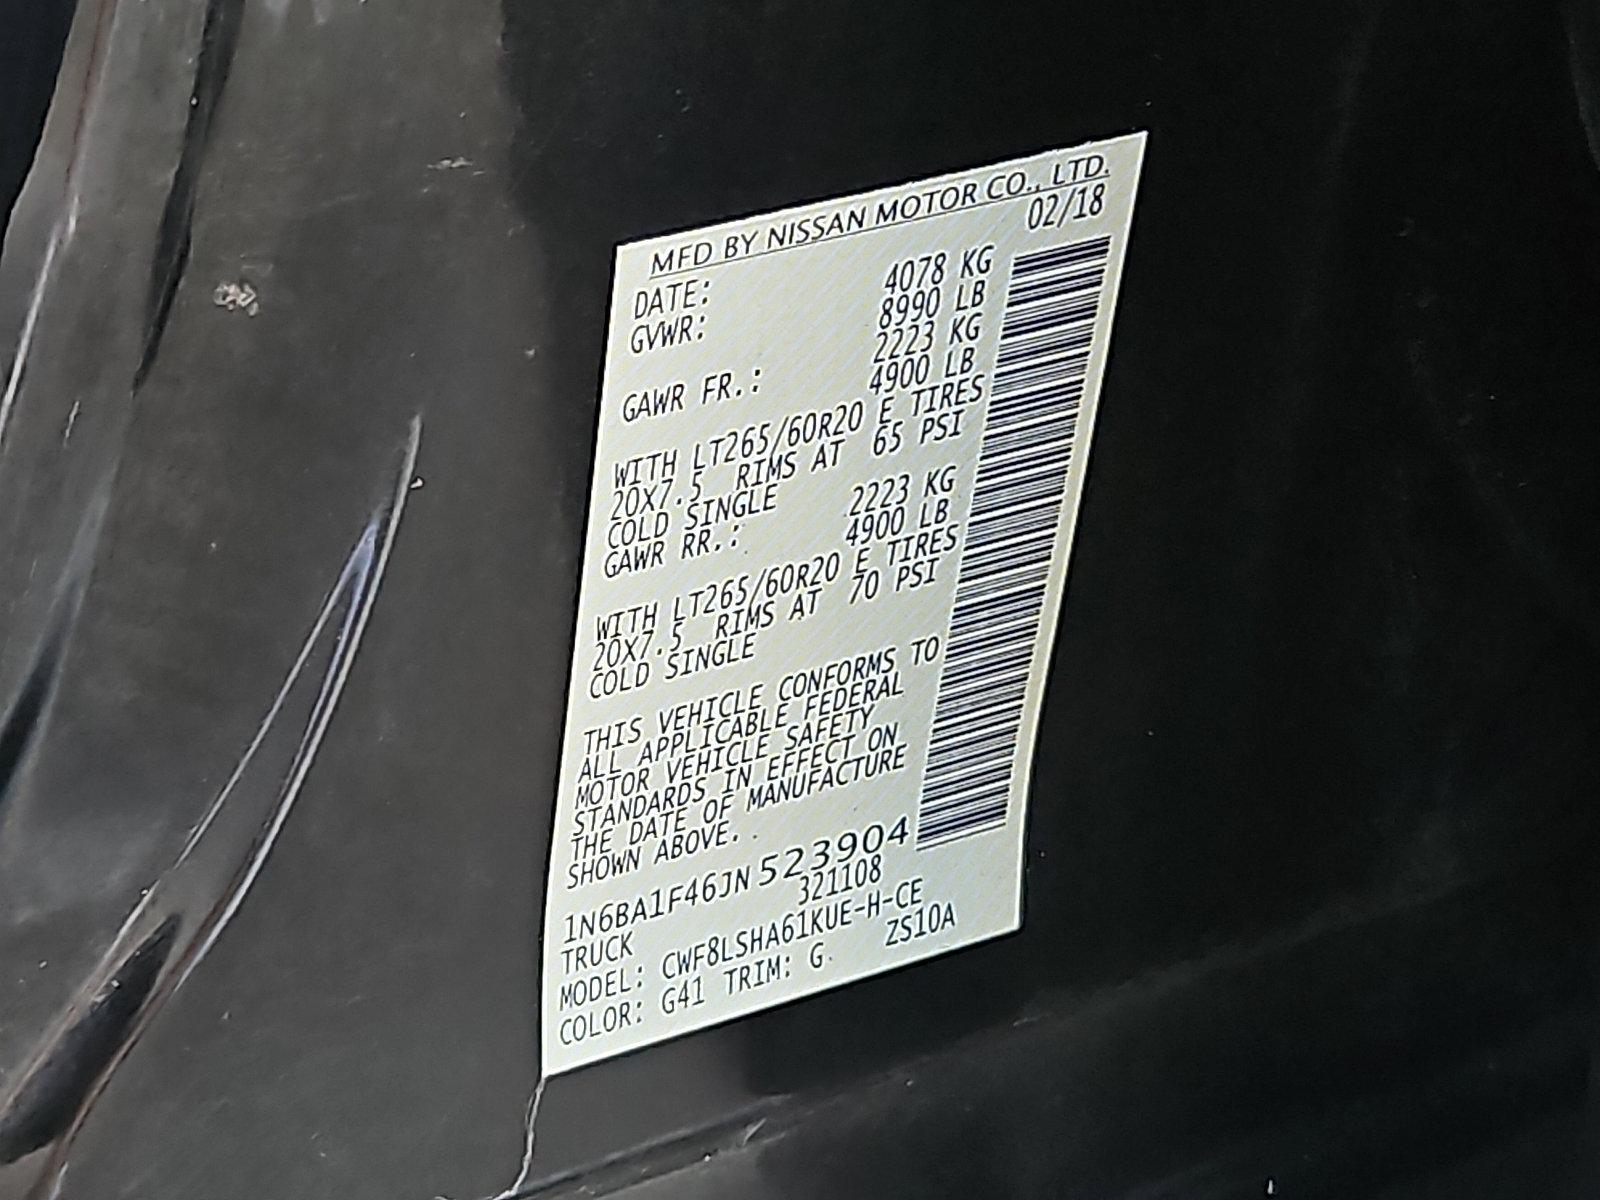 MFD BY NISSAN MOTOR CO., LTD.
DATE: 02/18
GVWR: 4078 KG
8990 LB
GAWR FR.: 2223 KG
4900 LB
WITH LT265/60R20 E TIRES
20X7.5 RIMS AT 65 PSI
COLD SINGLE
GAWR RR.: 2223 KG
4900 LB
WITH LT265/60R20 E TIRES
20X7.5 RIMS AT 70 PSI
COLD SINGLE
THIS VEHICLE CONFORMS TO
ALL APPLICABLE FEDERAL
MOTOR VEHICLE SAFETY
STANDARDS IN EFFECT ON
THE DATE OF MANUFACTURE
SHOWN ABOVE.
1N6BA1F46JN523904
TRUCK 321108
MODEL: CWF8LSHA61KUE-H-CE
COLOR: G41 TRIM: G ZS10A